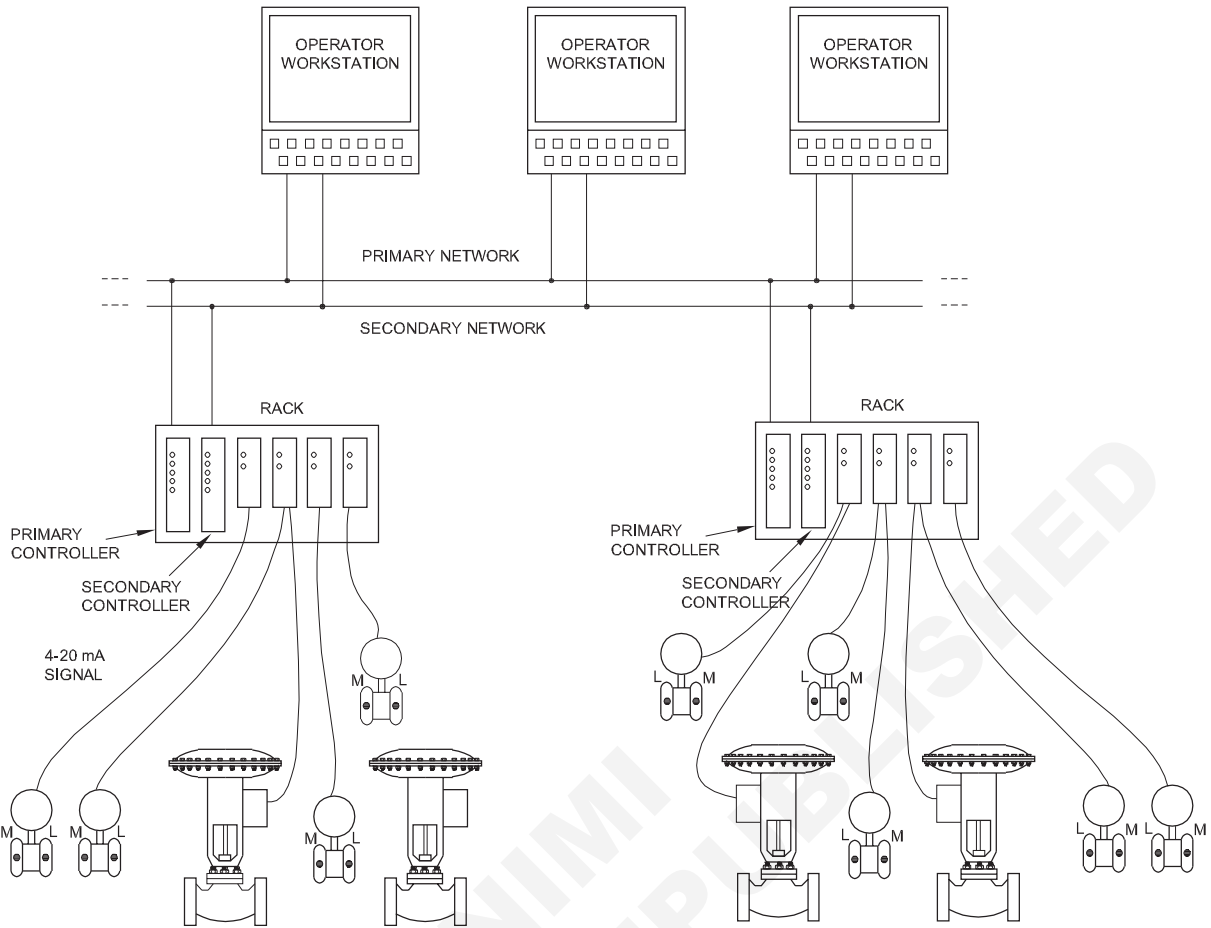 OPERATOR
WORKSTATION
OPERATOR
WORKSTATION
OPERATOR
WORKSTATION
PRIMARY NETWORK
SECONDARY NETWORK
RACK
RACK
PRIMARY
CONTROLLER
SECONDARY
CONTROLLER
PRIMARY
CONTROLLER
SECONDARY
CONTROLLER
4-20 mA
SIGNAL
M L
L M
L M
M L
M L
M L
L M
L M
L M